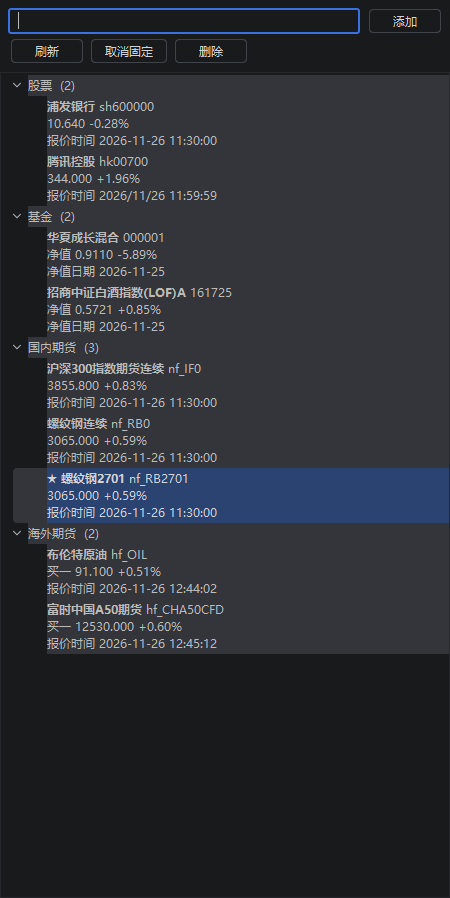 添加
刷新 取消固定 删除
股票 (2)
浦发银行 sh600000
10.640 -0.28%
报价时间 2026-11-26 11:30:00
腾讯控股 hk00700
344.000 +1.96%
报价时间 2026/11/26 11:59:59
基金 (2)
华夏成长混合 000001
净值 0.9110 -5.89%
净值日期 2026-11-25
招商中证白酒指数(LOF)A 161725
净值 0.5721 +0.85%
净值日期 2026-11-25
国内期货 (3)
沪深300指数期货连续 nf_IF0
3855.800 +0.83%
报价时间 2026-11-26 11:30:00
螺纹钢连续 nf_RB0
3065.000 +0.59%
报价时间 2026-11-26 11:30:00
★ 螺纹钢2701 nf_RB2701
3065.000 +0.59%
报价时间 2026-11-26 11:30:00
海外期货 (2)
布伦特原油 hf_OIL
买一 91.100 +0.51%
报价时间 2026-11-26 12:44:02
富时中国A50期货 hf_CHA50CFD
买一 12530.000 +0.60%
报价时间 2026-11-26 12:45:12